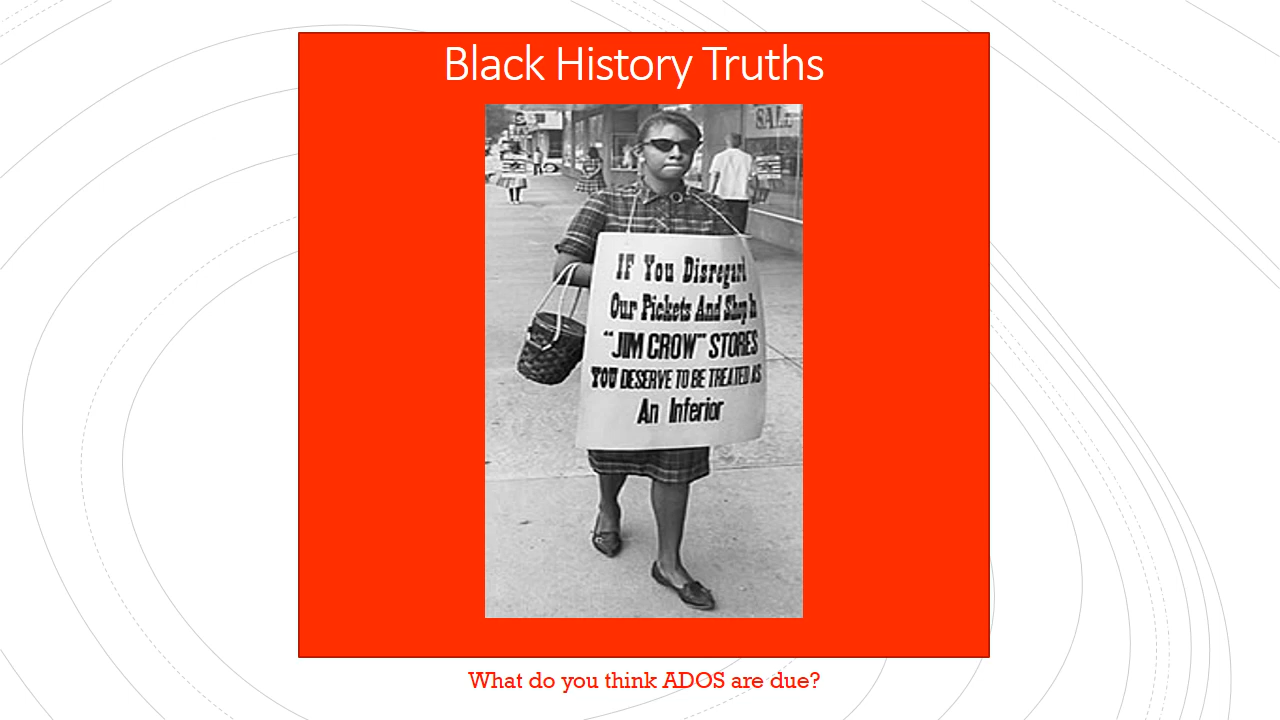 Black History Truths
SALE
IF You Disregard
Our Pickets And Shop In
"JIM CROW" STORES
YOU DESERVE TO BE TREATED AS
An Inferior
What do you think ADOS are due?